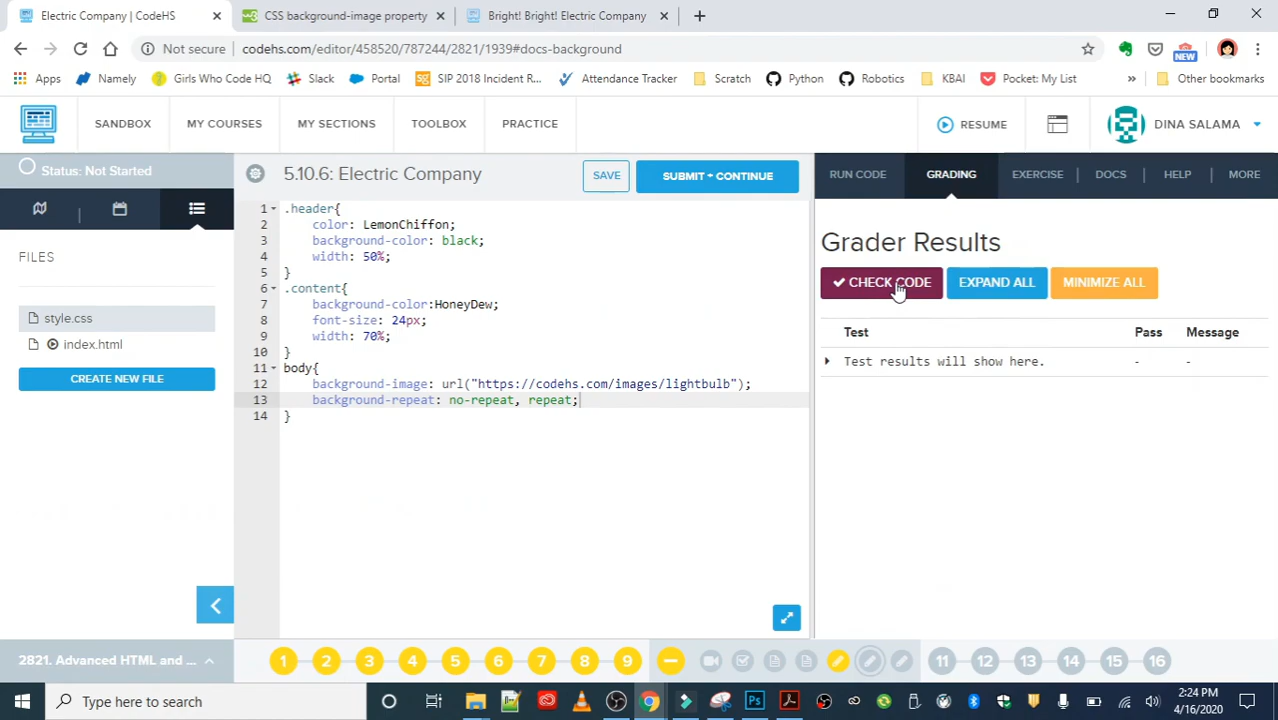 Electric Company | CodeHS
CSS background-image property
Bright! Bright! Electric Company
Not secure
codehs.com/editor/458520/787244/2821/1939#docs-background
NEW
Apps
Namely
Girls Who Code HQ
Slack
Portal
SIP 2018 Incident R...
Attendance Tracker
Scratch
Python
Robotics
KBAI
Pocket: My List
»
Other bookmarks
SANDBOX
MY COURSES
MY SECTIONS
TOOLBOX
PRACTICE
RESUME
DINA SALAMA
Status: Not Started
5.10.6: Electric Company
SAVE
SUBMIT + CONTINUE
RUN CODE
GRADING
EXERCISE
DOCS
HELP
MORE
FILES
style.css
index.html
CREATE NEW FILE
1 .header{
2 color: LemonChiffon;
3 background-color: black;
4 width: 50%;
5 }
6 .content{
7 background-color:HoneyDew;
8 font-size: 24px;
9 width: 70%;
10 }
11 body{
12 background-image: url("https://codehs.com/images/lightbulb");
13 background-repeat: no-repeat, repeat;
14 }
Grader Results
CHECK CODE
EXPAND ALL
MINIMIZE ALL
Test Pass Message
Test results will show here. - -
2821. Advanced HTML and ...
1 2 3 4 5 6 7 8 9 11 12 13 14 15 16
Type here to search
2:24 PM
4/16/2020